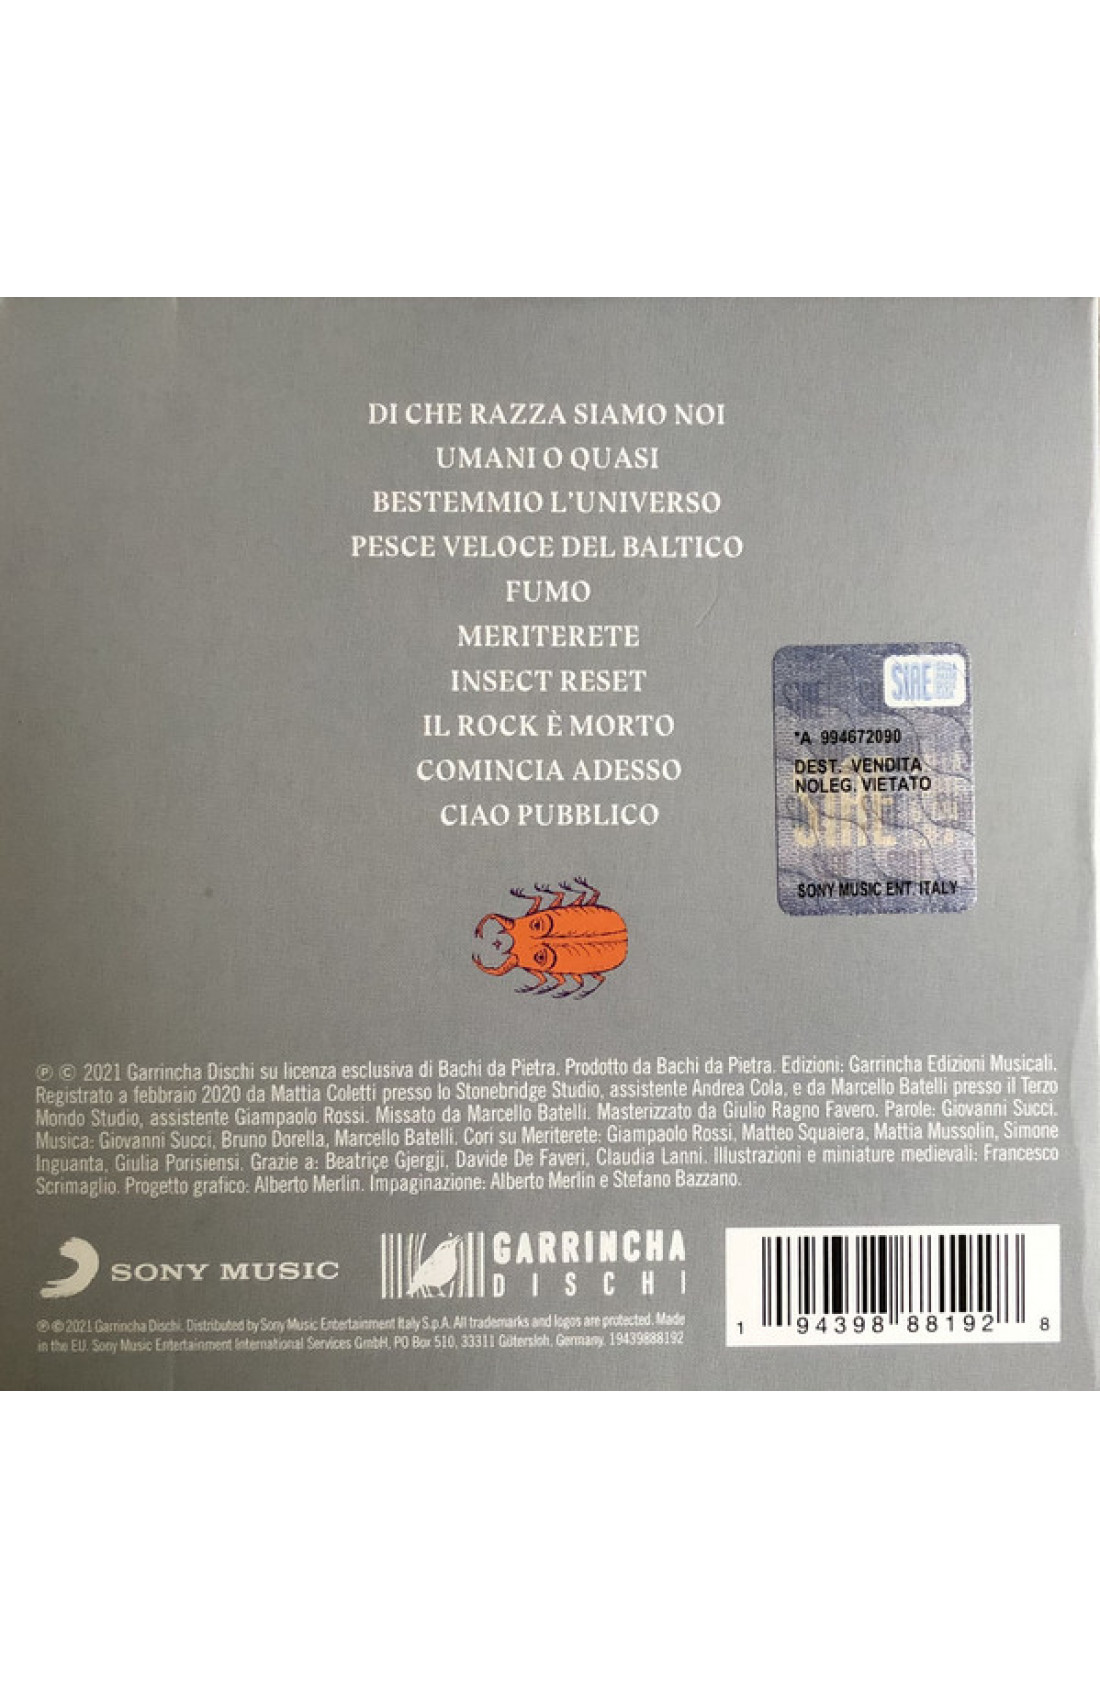 DI CHE RAZZA SIAMO NOI
UMANI O QUASI
BESTEMMIO L'UNIVERSO
PESCE VELOCE DEL BALTICO
FUMO
MERITERETE
INSECT RESET
IL ROCK È MORTO
COMINCIA ADESSO
CIAO PUBBLICO
SIAE
*A 994672090
DEST. VENDITA
NOLEG. VIETATO
SONY MUSIC ENT. ITALY
℗ © 2021 Garrincha Dischi su licenza esclusiva di Bachi da Pietra. Prodotto da Bachi da Pietra. Edizioni: Garrincha Edizioni Musicali.
Registrato a febbraio 2020 da Mattia Coletti presso lo Stonebridge Studio, assistente Andrea Cola, e da Marcello Batelli presso il Terzo
Mondo Studio, assistente Giampaolo Rossi. Missato da Marcello Batelli. Masterizzato da Giulio Ragno Favero. Parole: Giovanni Succi.
Musica: Giovanni Succi, Bruno Dorella, Marcello Batelli. Cori su Meriterete: Giampaolo Rossi, Matteo Squaiera, Mattia Mussolin, Simone
Inguanta, Giulia Porisiensi. Grazie a: Beatrice Gjergji, Davide De Faveri, Claudia Lanni. Illustrazioni e miniature medievali: Francesco
Scrimaglio. Progetto grafico: Alberto Merlin. Impaginazione: Alberto Merlin e Stefano Bazzano.
SONY MUSIC
GARRINCHA
DISCHI
℗ © 2021 Garrincha Dischi. Distributed by Sony Music Entertainment Italy S.p.A. All trademarks and logos are protected. Made
in the EU. Sony Music Entertainment International Services GmbH, PO Box 510, 33311 Gütersloh, Germany. 19439888192
1 94398 88192 8